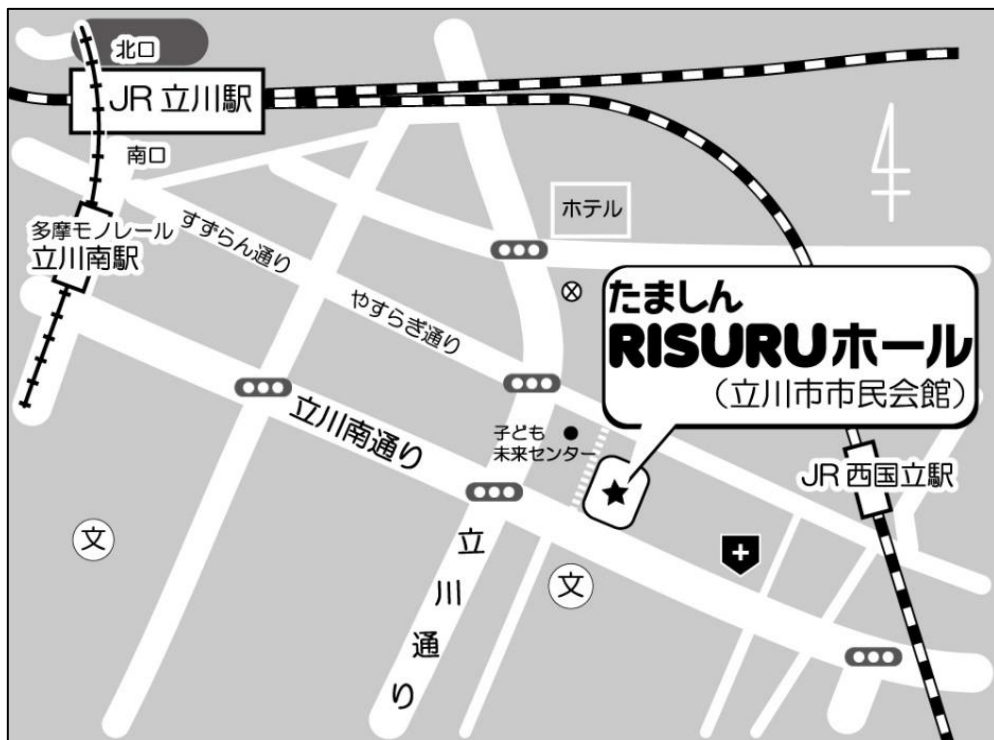 北口
JR 立川駅
南口
多摩モノレール
立川南駅
すずらん通り
ホテル
やすらぎ通り
たましん
RISURUホール
(立川市市民会館)
立川南通り
子ども
未来センター
JR 西国立駅
立川通り
文
文